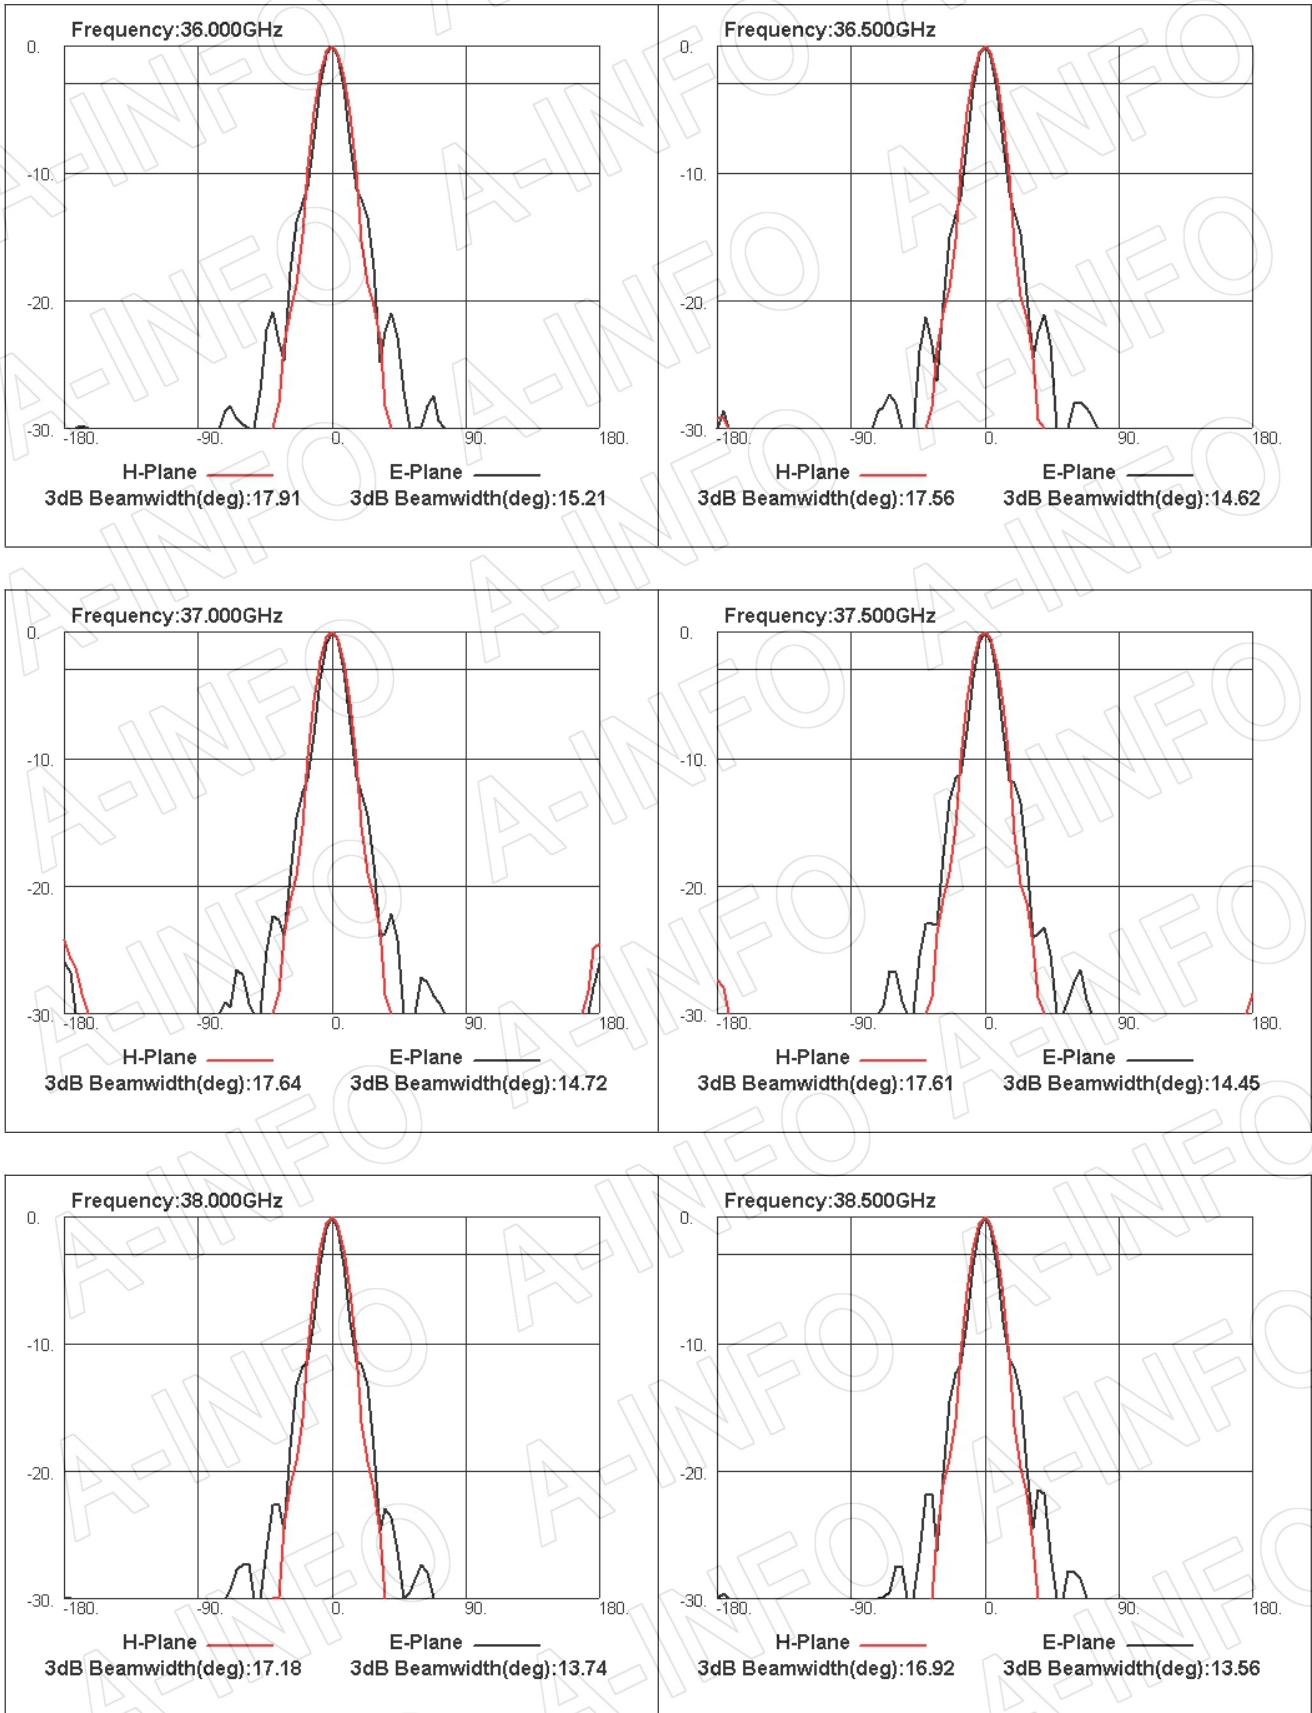 Frequency:36.000GHz
0.
-10.
-20.
-30.
-180. -90. 0. 90. 180.
H-Plane E-Plane
3dB Beamwidth(deg):17.91 3dB Beamwidth(deg):15.21
Frequency:36.500GHz
0.
-10.
-20.
-30.
-180. -90. 0. 90. 180.
H-Plane E-Plane
3dB Beamwidth(deg):17.56 3dB Beamwidth(deg):14.62
Frequency:37.000GHz
0.
-10.
-20.
-30.
-180. -90. 0. 90. 180.
H-Plane E-Plane
3dB Beamwidth(deg):17.64 3dB Beamwidth(deg):14.72
Frequency:37.500GHz
0.
-10.
-20.
-30.
-180. -90. 0. 90. 180.
H-Plane E-Plane
3dB Beamwidth(deg):17.61 3dB Beamwidth(deg):14.45
Frequency:38.000GHz
0.
-10.
-20.
-30.
-180. -90. 0. 90. 180.
H-Plane E-Plane
3dB Beamwidth(deg):17.18 3dB Beamwidth(deg):13.74
Frequency:38.500GHz
0.
-10.
-20.
-30.
-180. -90. 0. 90. 180.
H-Plane E-Plane
3dB Beamwidth(deg):16.92 3dB Beamwidth(deg):13.56
A-INFO